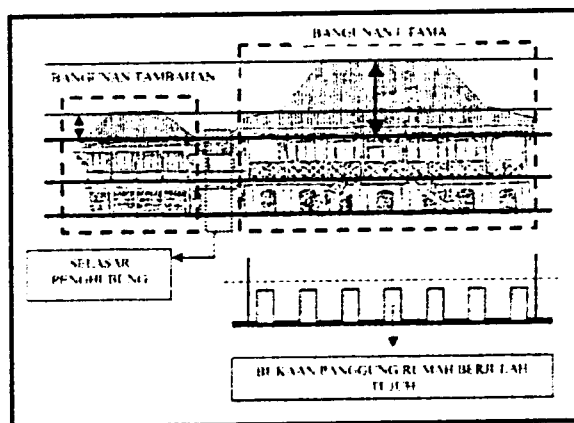 BANGUNAN UTAMA
BANGUNAN TAMBAHAN
SELASAR
PENGHUBUNG
BUKAAN PANGGUNG RUMAH BERJULAH
TUJUH